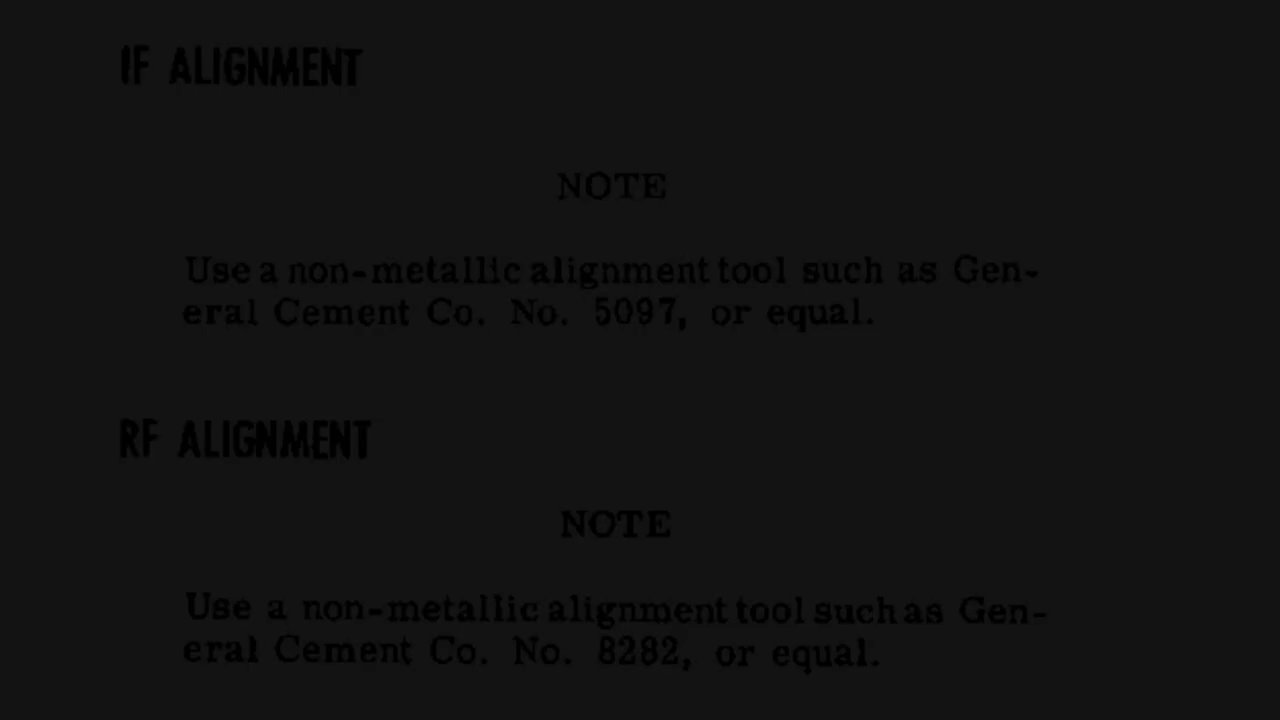 IF ALIGNMENT
NOTE
Use a non-metallic alignment tool such as Gen-
eral Cement Co. No. 5097, or equal.
RF ALIGNMENT
NOTE
Use a non-metallic alignment tool such as Gen-
eral Cement Co. No. 8282, or equal.